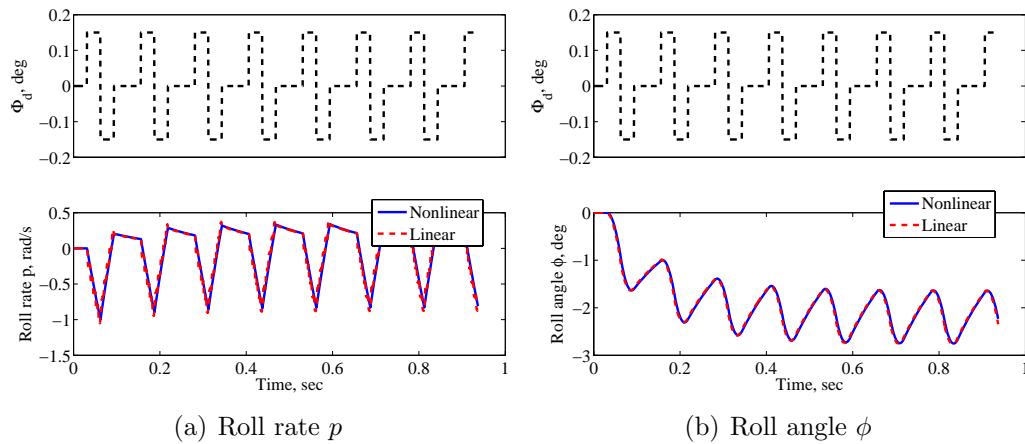 0.2
0.1
0
−0.1
−0.2
Φd, deg
0.5
0
−0.5
−1
−1.5
Roll rate p, rad/s
Nonlinear
Linear
0 0.2 0.4 0.6 0.8 1
Time, sec
(a) Roll rate p
0.2
0.1
0
−0.1
−0.2
Φd, deg
0
−1
−2
−3
Roll angle ϕ, deg
Nonlinear
Linear
0 0.2 0.4 0.6 0.8 1
Time, sec
(b) Roll angle ϕ